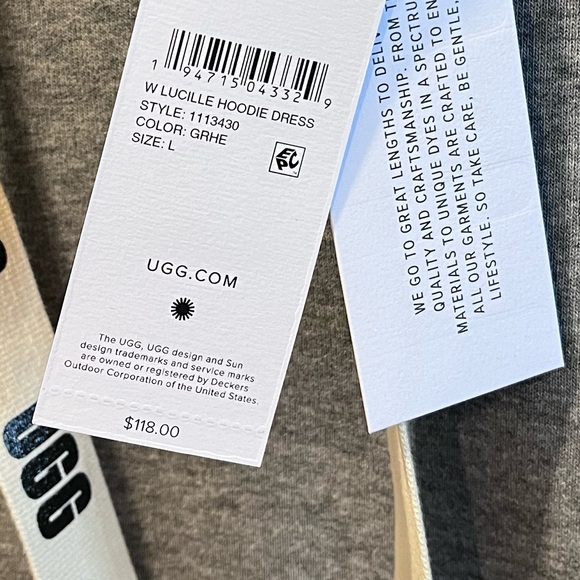 1 94715 04332 9
W LUCILLE HOODIE DRESS
STYLE: 1113430
COLOR: GRHE
SIZE: L
EPC
UGG.COM
The UGG, UGG design and Sun
design trademarks and service marks
are owned or registered by Deckers
Outdoor Corporation of the United States.
$118.00
WE GO TO GREAT LENGTHS TO DELIV
QUALITY AND CRAFTSMANSHIP. FROM T
MATERIALS TO UNIQUE DYES IN A SPECTRU
ALL OUR GARMENTS ARE CRAFTED TO EN
LIFESTYLE. SO TAKE CARE. BE GENTLE,
UGG